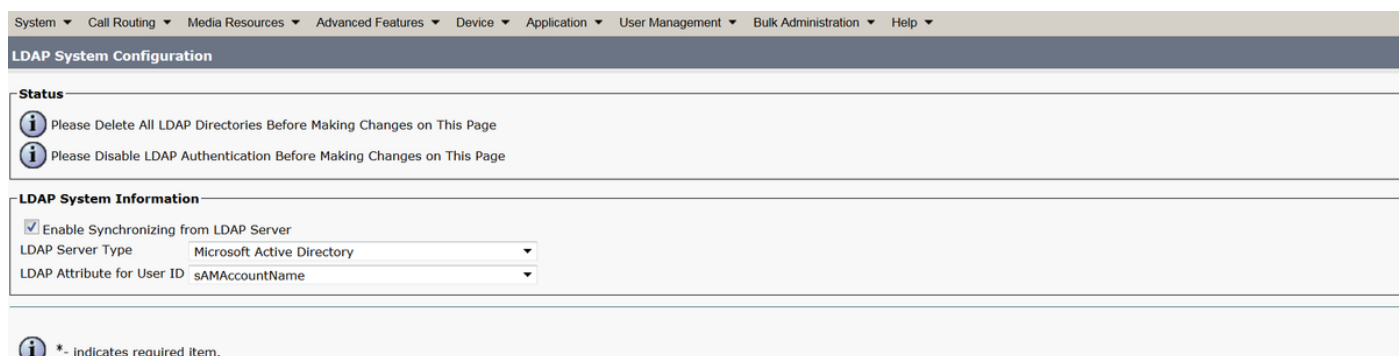 System Call Routing Media Resources Advanced Features Device Application User Management Bulk Administration Help
LDAP System Configuration
Status
i Please Delete All LDAP Directories Before Making Changes on This Page
i Please Disable LDAP Authentication Before Making Changes on This Page
LDAP System Information
Enable Synchronizing from LDAP Server
LDAP Server Type Microsoft Active Directory
LDAP Attribute for User ID sAMAccountName
i *- indicates required item.